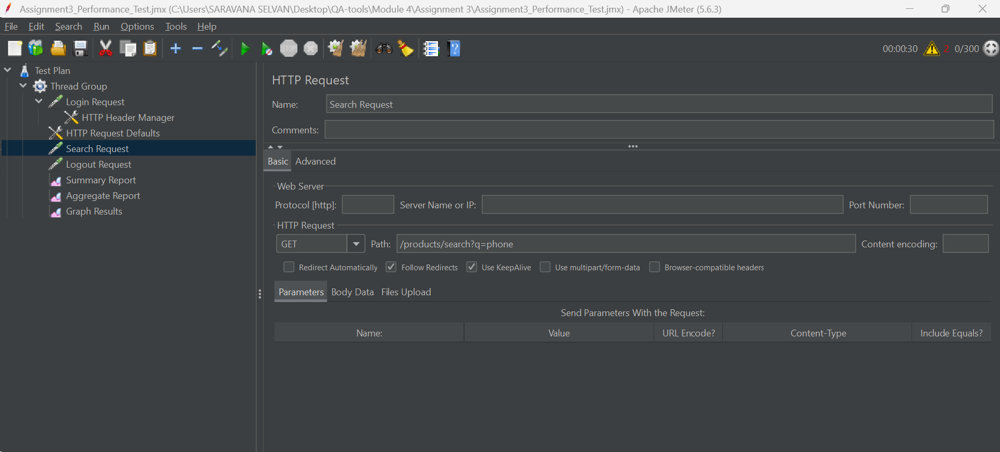 Assignment3_Performance_Test.jmx (C:\Users\SARAVANA SELVAN\Desktop\QA-tools\Module 4\Assignment 3\Assignment3_Performance_Test.jmx) - Apache JMeter (5.6.3)
File Edit Search Run Options Tools Help
STOP
00:00:30 2 0/300
Test Plan
Thread Group
Login Request
HTTP Header Manager
HTTP Request Defaults
Search Request
Logout Request
Summary Report
Aggregate Report
Graph Results
HTTP Request
Name: Search Request
Comments:
Basic Advanced
Web Server
Protocol [http]: Server Name or IP: Port Number:
HTTP Request
GET Path: /products/search?q=phone Content encoding:
Redirect Automatically Follow Redirects Use KeepAlive Use multipart/form-data Browser-compatible headers
Parameters Body Data Files Upload
Send Parameters With the Request:
Name: Value URL Encode? Content-Type Include Equals?